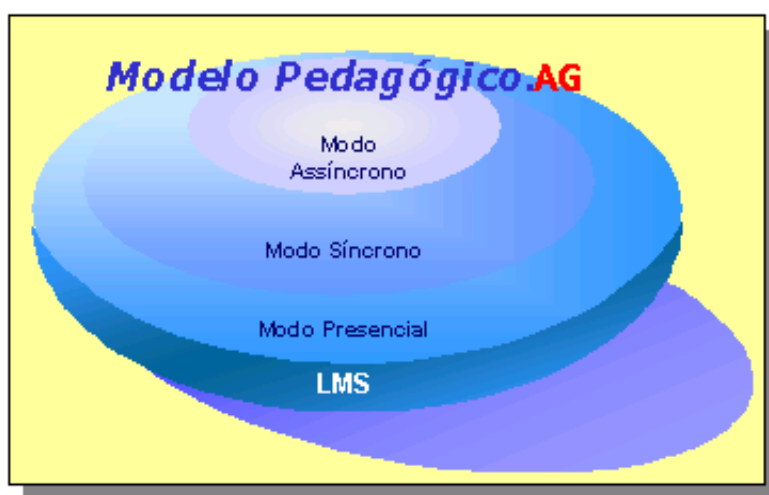 Modelo Pedagógico.AG
Modo
Assíncrono
Modo Síncrono
Modo Presencial
LMS